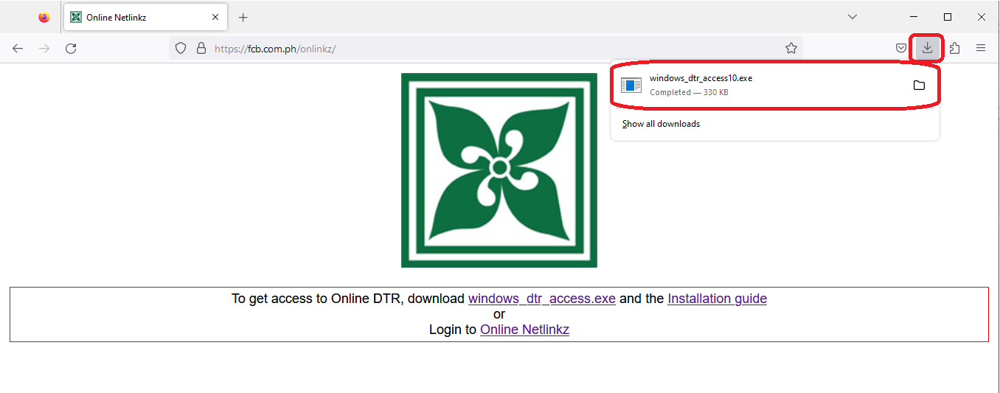 Online Netlinkz
https://fcb.com.ph/onlinkz/
windows_dtr_access10.exe
Completed — 330 KB
Show all downloads
To get access to Online DTR, download windows_dtr_access.exe and the Installation guide
or
Login to Online Netlinkz